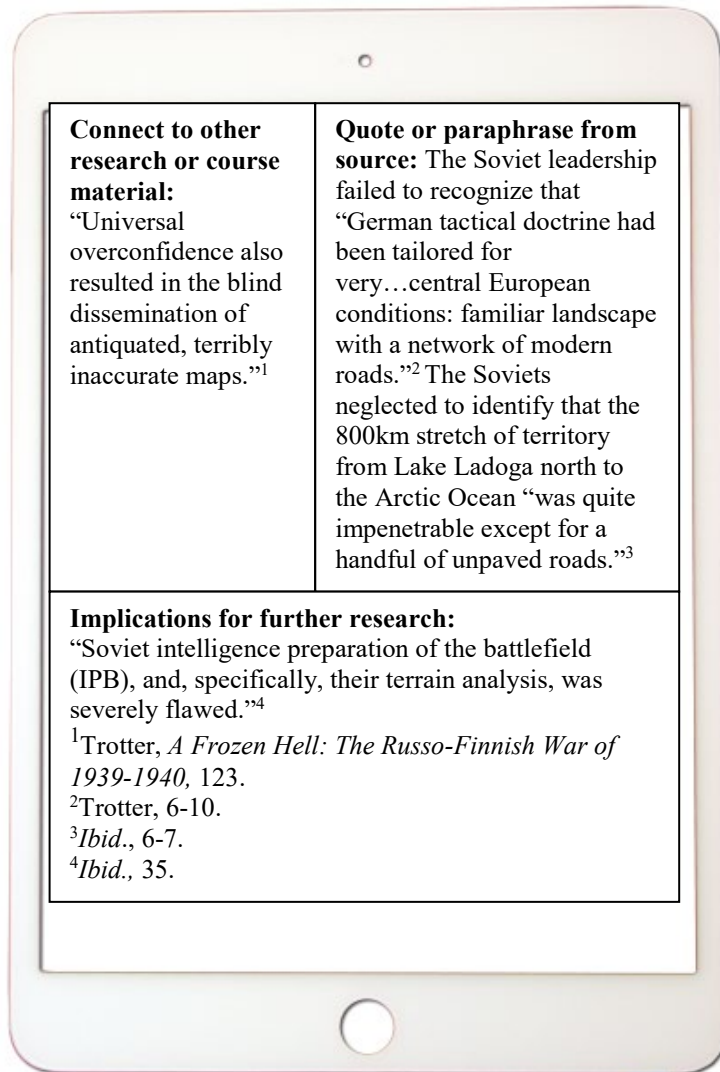 Connect to other
research or course
material:
“Universal
overconfidence also
resulted in the blind
dissemination of
antiquated, terribly
inaccurate maps.”1
Quote or paraphrase from
source: The Soviet leadership
failed to recognize that
“German tactical doctrine had
been tailored for
very…central European
conditions: familiar landscape
with a network of modern
roads.”2 The Soviets
neglected to identify that the
800km stretch of territory
from Lake Ladoga north to
the Arctic Ocean “was quite
impenetrable except for a
handful of unpaved roads.”3
Implications for further research:
“Soviet intelligence preparation of the battlefield
(IPB), and, specifically, their terrain analysis, was
severely flawed.”4
1Trotter, A Frozen Hell: The Russo-Finnish War of
1939-1940, 123.
2Trotter, 6-10.
3Ibid., 6-7.
4Ibid., 35.